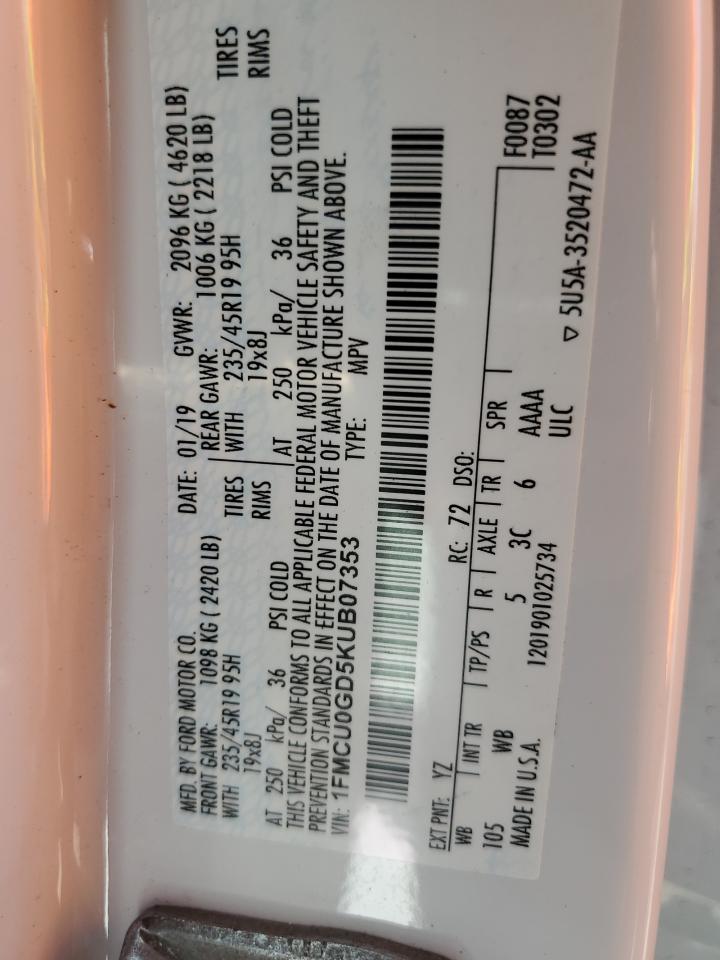 MFD. BY FORD MOTOR CO.
DATE: 01/19 GVWR: 2096 KG ( 4620 LB)
FRONT GAWR: 1098 KG ( 2420 LB)
REAR GAWR: 1006 KG ( 2218 LB)
WITH 235/45R19 95H TIRES
WITH 235/45R19 95H TIRES
19x8J RIMS
19x8J RIMS
AT 250 kPa/ 36 PSI COLD
AT 250 kPa/ 36 PSI COLD
THIS VEHICLE CONFORMS TO ALL APPLICABLE FEDERAL MOTOR VEHICLE SAFETY AND THEFT
PREVENTION STANDARDS IN EFFECT ON THE DATE OF MANUFACTURE SHOWN ABOVE.
VIN: 1FMCU0GD5KUB07353 TYPE: MPV
EXT PNT: YZ RC: 72 DSO:
WB INT TR TP/PS R AXLE TR SPR F0087
T0302
105 WB 5 3C 6 AAAA
MADE IN U.S.A. 1201901025734 ULC
▽ 5U5A-3520472-AA